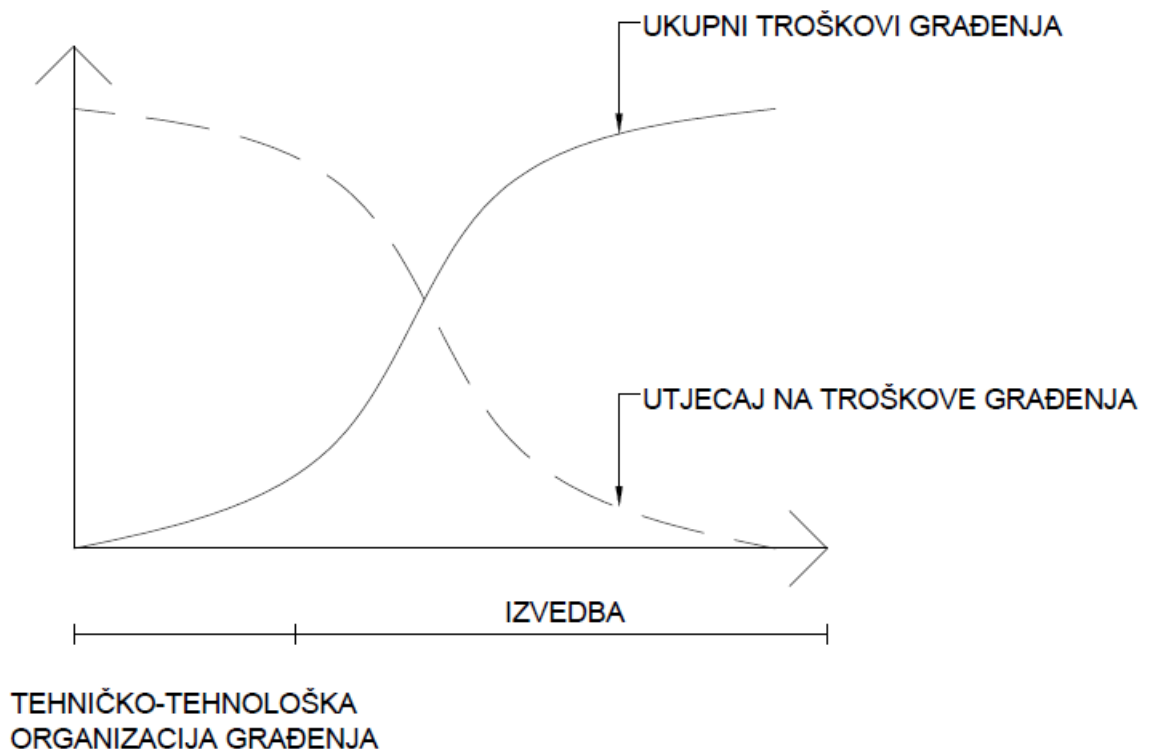 UKUPNI TROŠKOVI GRAĐENJA
UTJECAJ NA TROŠKOVE GRAĐENJA
IZVEDBA
TEHNIČKO-TEHNOLOŠKA
ORGANIZACIJA GRAĐENJA